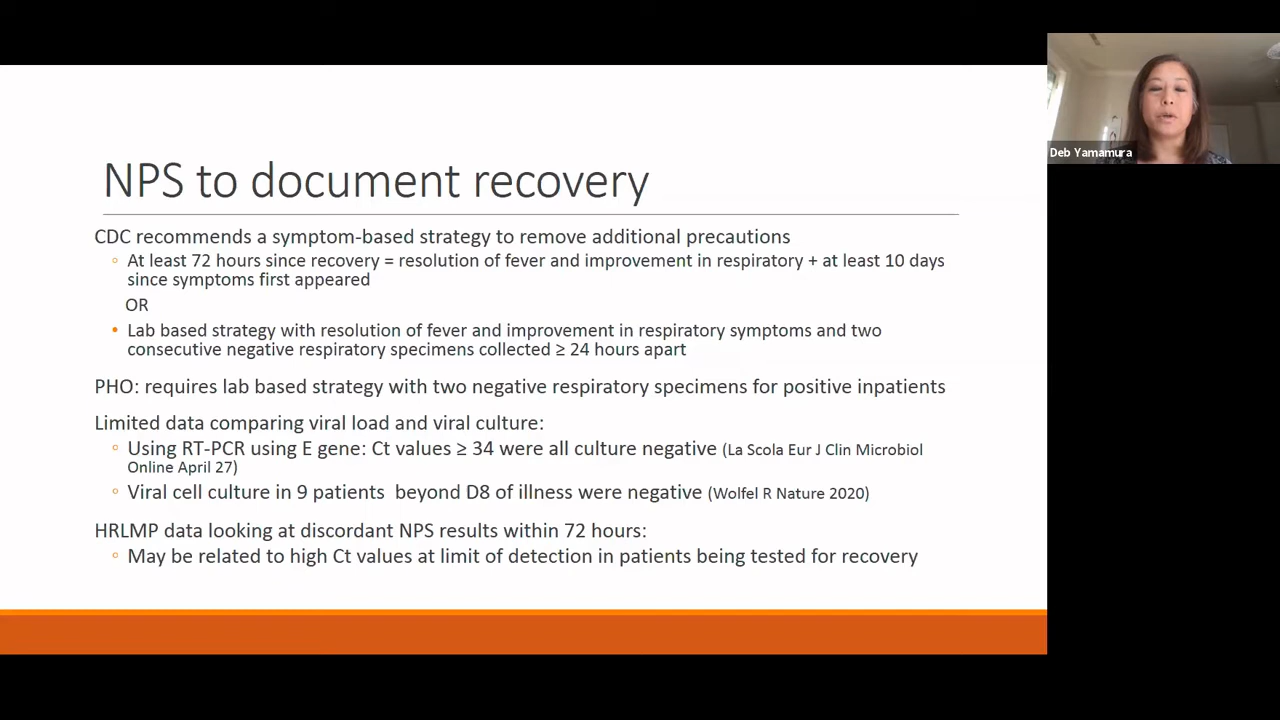 NPS to document recovery
CDC recommends a symptom-based strategy to remove additional precautions
◦ At least 72 hours since recovery = resolution of fever and improvement in respiratory + at least 10 days
since symptoms first appeared
OR
• Lab based strategy with resolution of fever and improvement in respiratory symptoms and two
consecutive negative respiratory specimens collected ≥ 24 hours apart
PHO: requires lab based strategy with two negative respiratory specimens for positive inpatients
Limited data comparing viral load and viral culture:
◦ Using RT-PCR using E gene: Ct values ≥ 34 were all culture negative (La Scola Eur J Clin Microbiol
Online April 27)
◦ Viral cell culture in 9 patients beyond D8 of illness were negative (Wolfel R Nature 2020)
HRLMP data looking at discordant NPS results within 72 hours:
◦ May be related to high Ct values at limit of detection in patients being tested for recovery
Deb Yamamura